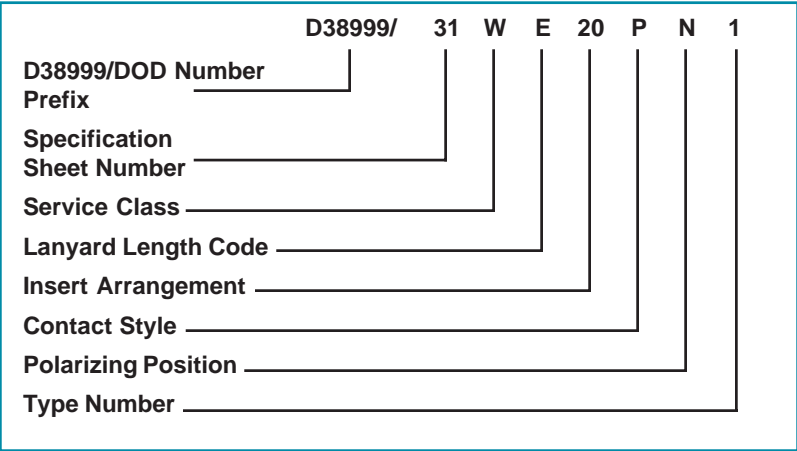 D38999/ 31 W E 20 P N 1
D38999/DOD Number
Prefix
Specification
Sheet Number
Service Class
Lanyard Length Code
Insert Arrangement
Contact Style
Polarizing Position
Type Number